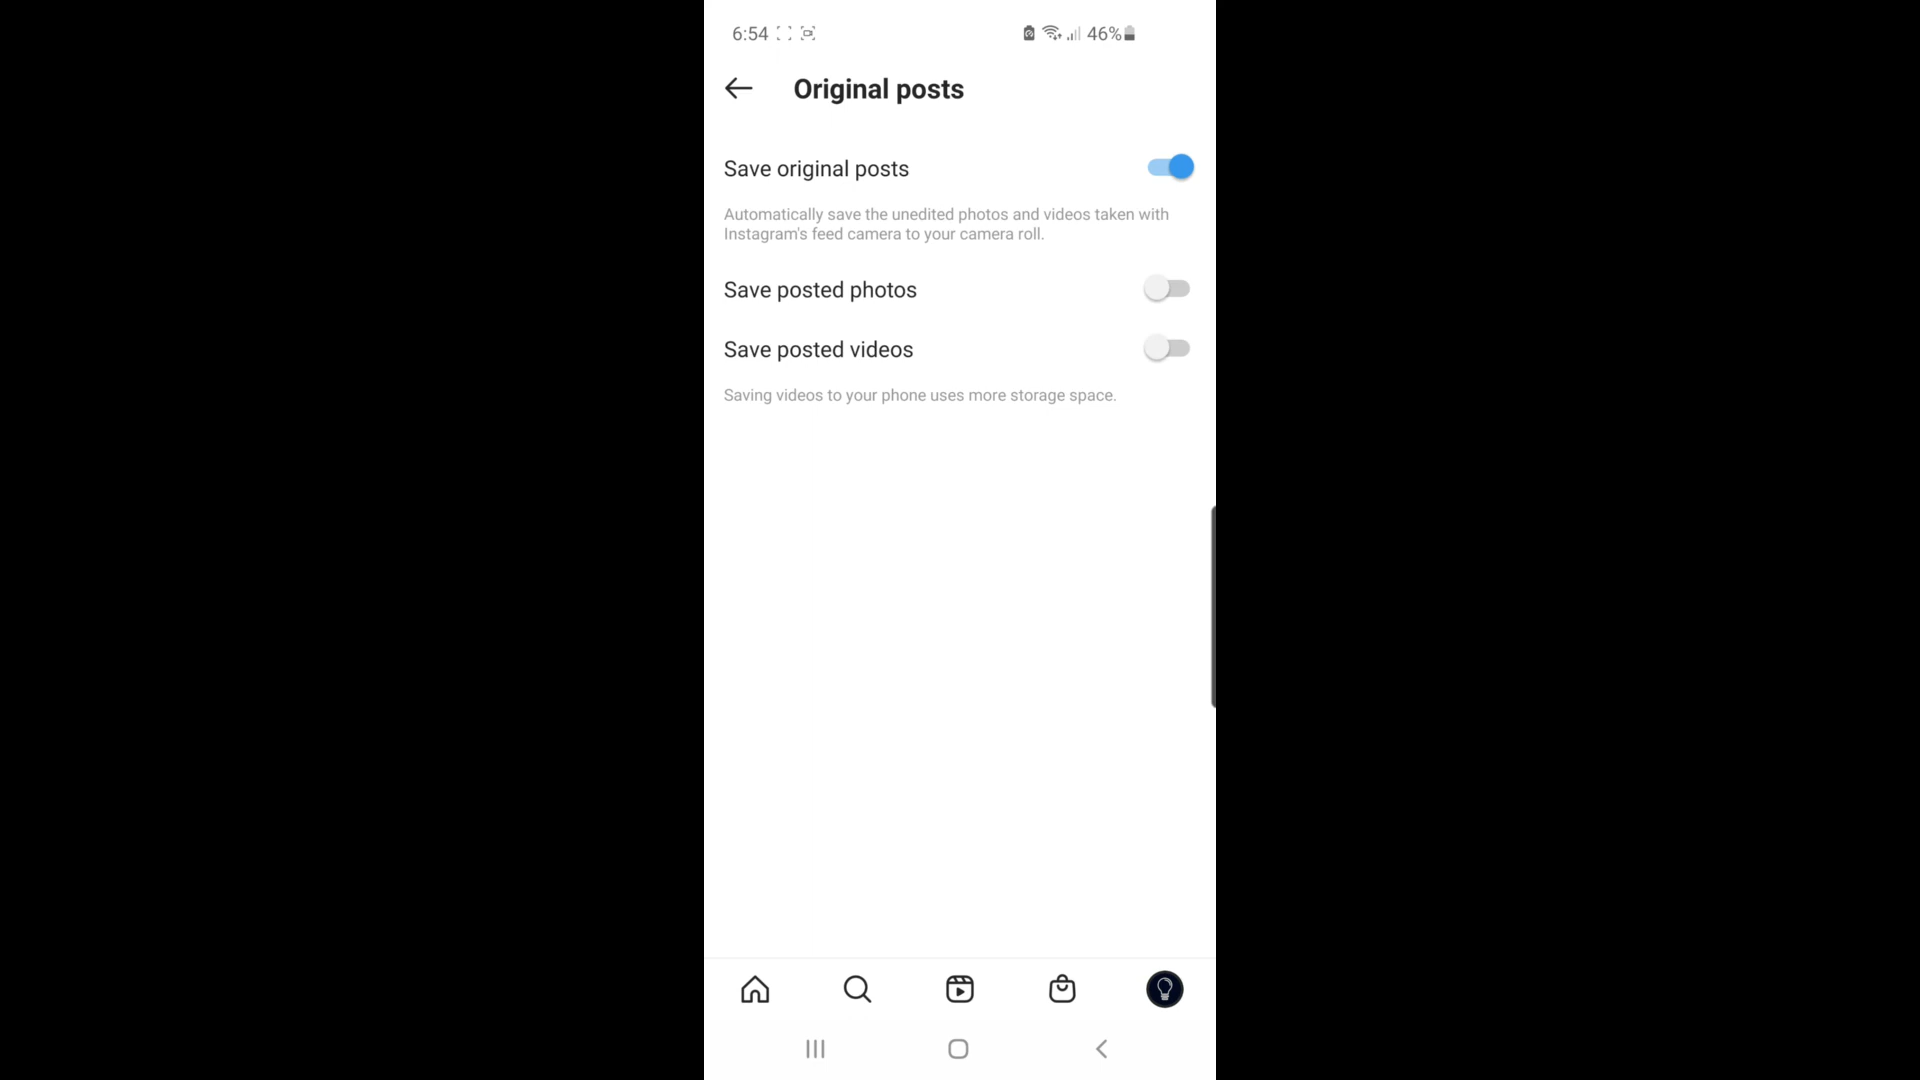 6:54 46%
Original posts
Save original posts
Automatically save the unedited photos and videos taken with
Instagram's feed camera to your camera roll.
Save posted photos
Save posted videos
Saving videos to your phone uses more storage space.